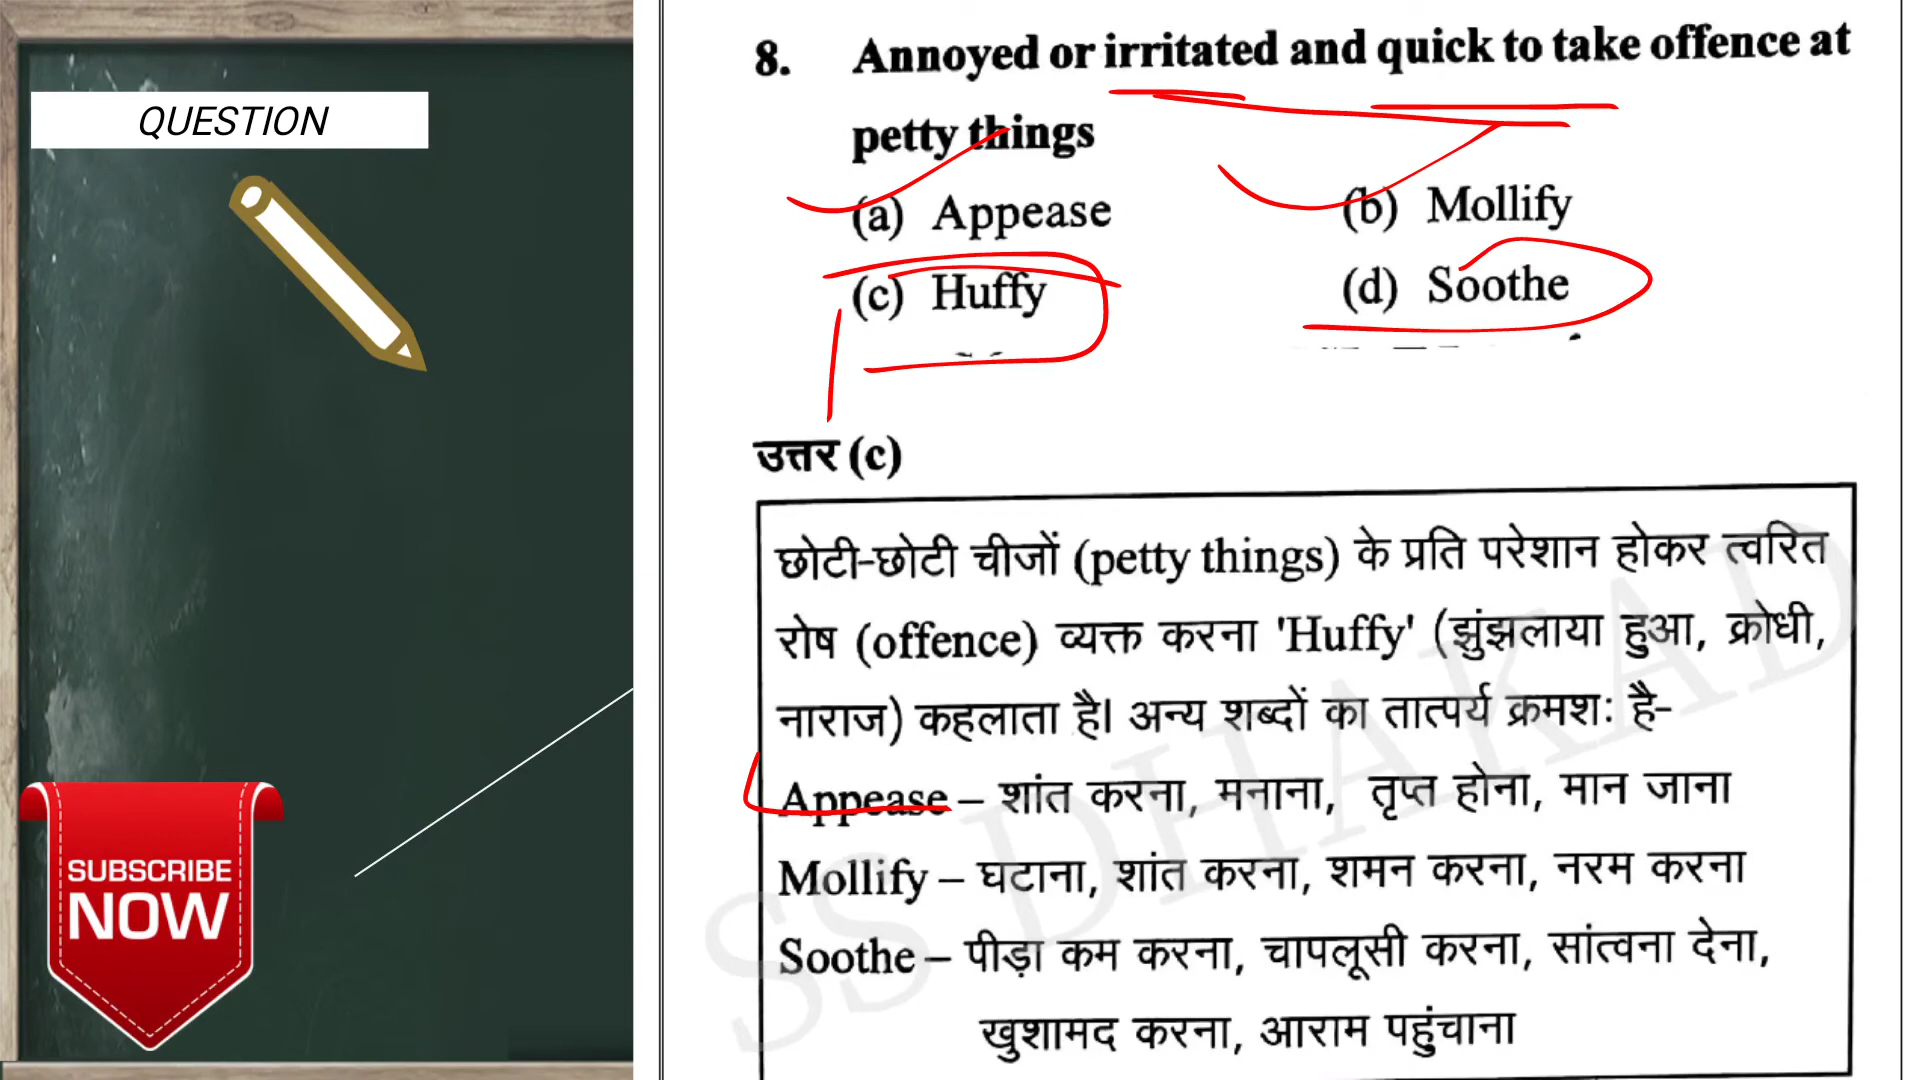 QUESTION
8. Annoyed or irritated and quick to take offence at
petty things
(a) Appease (b) Mollify
(c) Huffy (d) Soothe
उत्तर (c)
छोटी-छोटी चीजों (petty things) के प्रति परेशान होकर त्वरित
रोष (offence) व्यक्त करना 'Huffy' (झुंझलाया हुआ, क्रोधी,
नाराज) कहलाता है। अन्य शब्दों का तात्पर्य क्रमशः है-
Appease – शांत करना, मनाना, तृप्त होना, मान जाना
Mollify – घटाना, शांत करना, शमन करना, नरम करना
Soothe – पीड़ा कम करना, चापलूसी करना, सांत्वना देना,
खुशामद करना, आराम पहुंचाना
SS DHAKAD
SUBSCRIBE
NOW